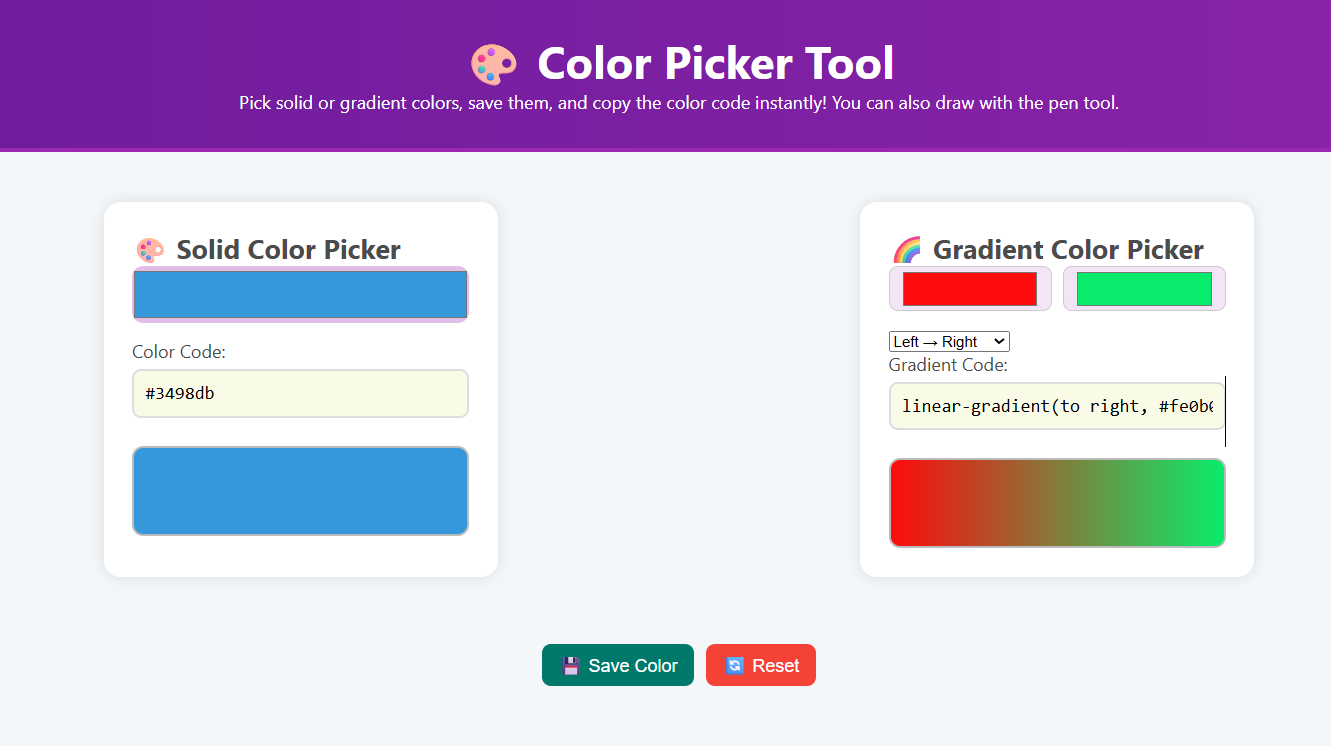 Color Picker Tool
Pick solid or gradient colors, save them, and copy the color code instantly! You can also draw with the pen tool.
Solid Color Picker
Color Code:
#3498db
Gradient Color Picker
Left → Right
Gradient Code:
linear-gradient(to right, #fe0b0
Save Color
Reset